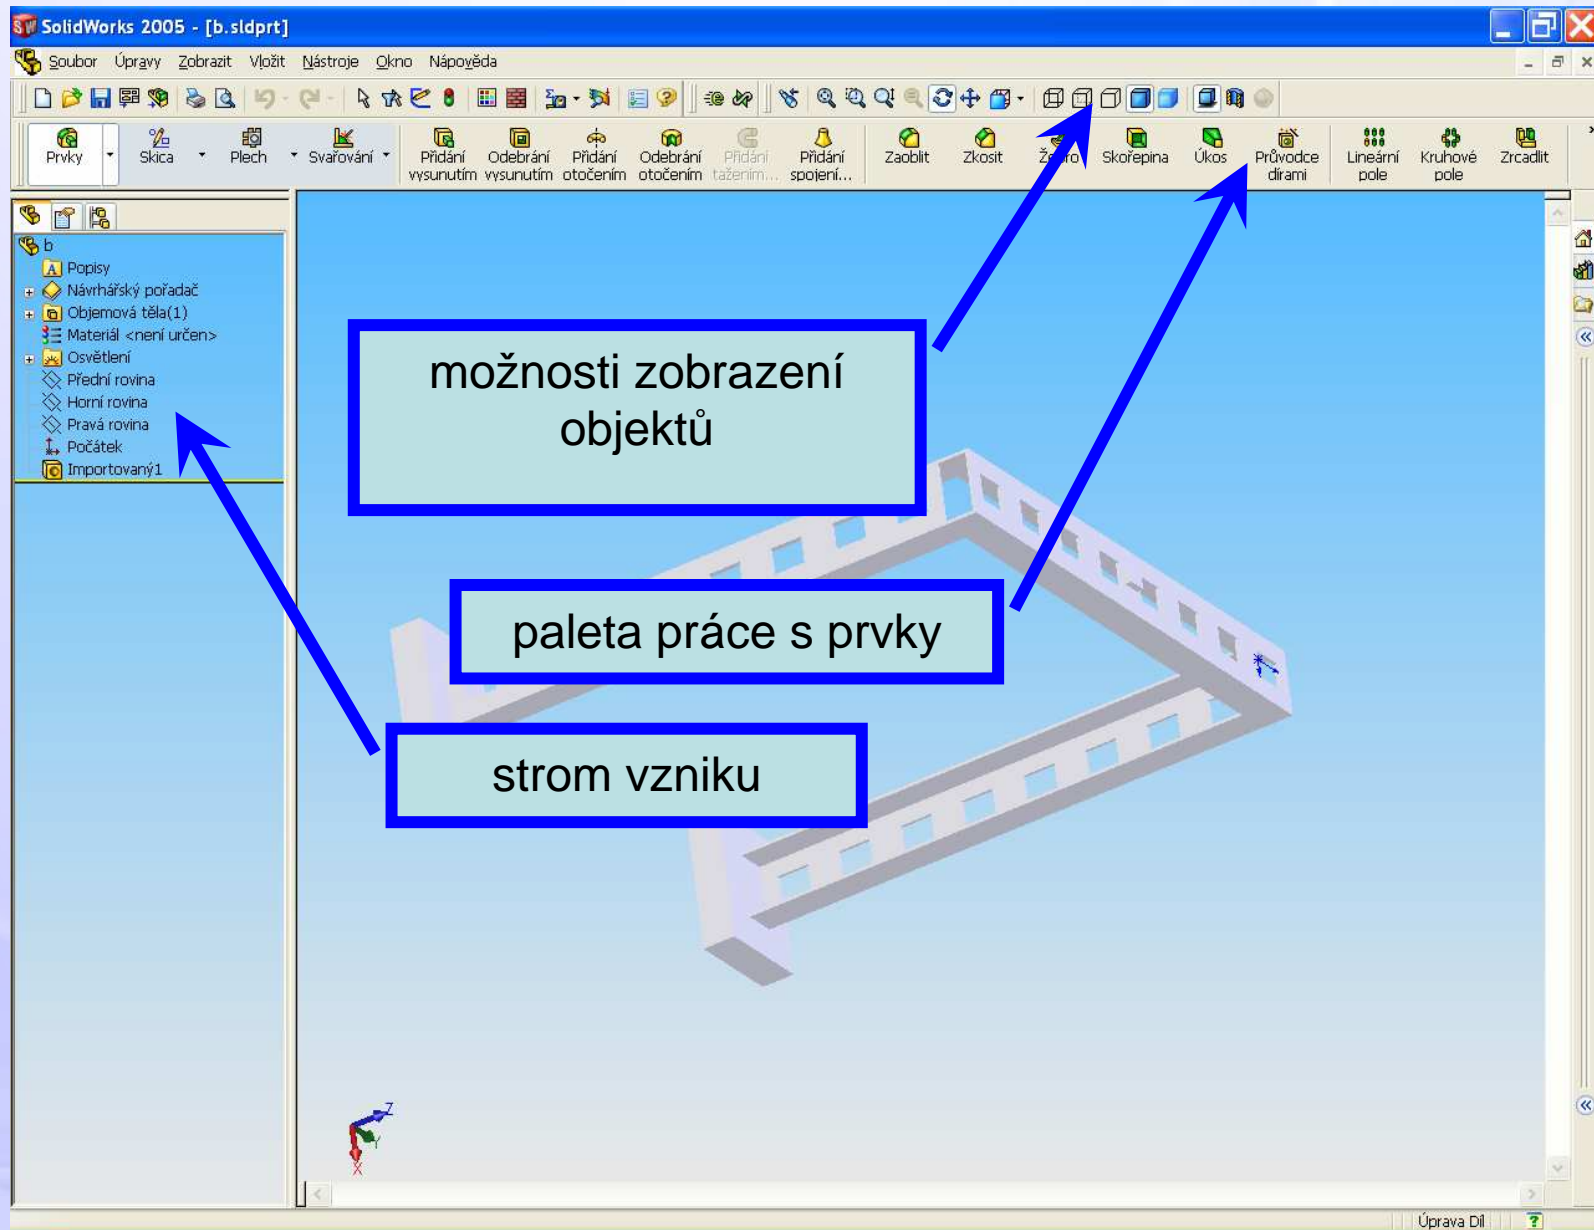 SolidWorks 2005 - [b.sldprt]
Soubor Úpravy Zobrazit Vložit Nástroje Okno Nápověda
Prvky Skica Plech Svařování Přidání vysunutím Odebrání vysunutím Přidání otočením Odebrání otočením Přidání tažením... Přidání spojení... Zaoblit Zkosit Skořepina Úkos Průvodce dírami Lineární pole Kruhové pole Zrcadlit
b
Popisy
Návrhářský pořadač
Objemová těla(1)
Materiál <není určen>
Osvětlení
Přední rovina
Horní rovina
Pravá rovina
Počátek
Importovaný1
možnosti zobrazení
objektů
paleta práce s prvky
strom vzniku
Z
Y
X
Úprava Díl